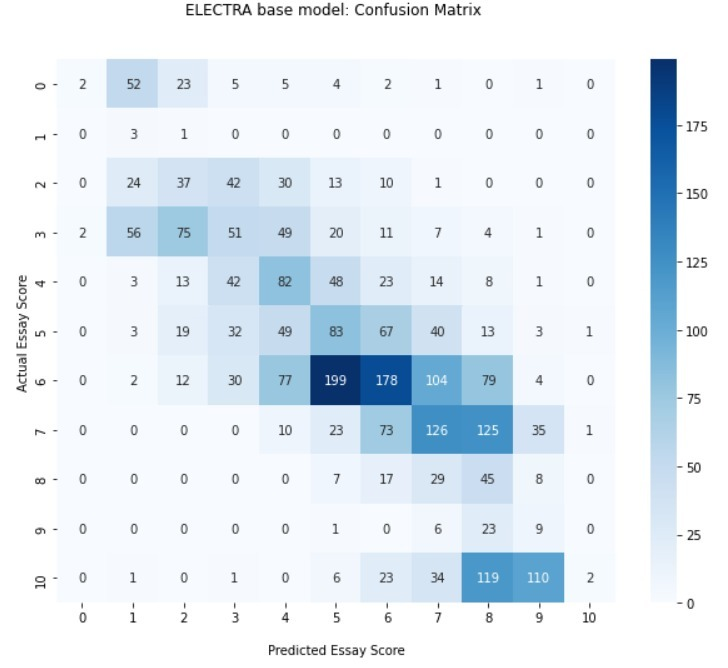 ELECTRA base model: Confusion Matrix
0 2 52 23 5 5 4 2 1 0 1 0
1 0 3 1 0 0 0 0 0 0 0 0
2 0 24 37 42 30 13 10 1 0 0 0
3 2 56 75 51 49 20 11 7 4 1 0
4 0 3 13 42 82 48 23 14 8 1 0
5 0 3 19 32 49 83 67 40 13 3 1
6 0 2 12 30 77 199 178 104 79 4 0
7 0 0 0 0 10 23 73 126 125 35 1
8 0 0 0 0 0 7 17 29 45 8 0
9 0 0 0 0 0 1 0 6 23 9 0
10 0 1 0 1 0 6 23 34 119 110 2
0 1 2 3 4 5 6 7 8 9 10
Actual Essay Score
Predicted Essay Score
175
150
125
100
75
50
25
0